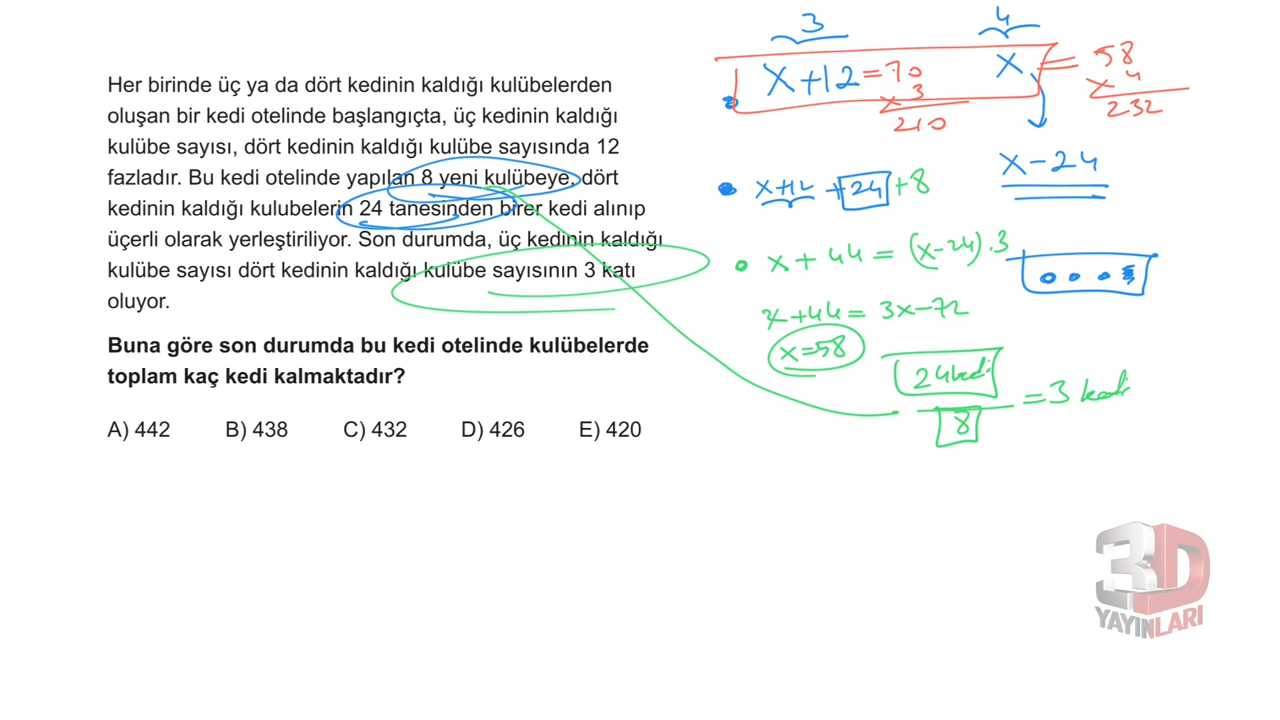 Her birinde üç ya da dört kedinin kaldığı kulübelerden
oluşan bir kedi otelinde başlangıçta, üç kedinin kaldığı
kulübe sayısı, dört kedinin kaldığı kulübe sayısında 12
fazladır. Bu kedi otelinde yapılan 8 yeni kulübeye, dört
kedinin kaldığı kulubelerin 24 tanesinden birer kedi alınıp
üçerli olarak yerleştiriliyor. Son durumda, üç kedinin kaldığı
kulübe sayısı dört kedinin kaldığı kulübe sayısının 3 katı
oluyor.
Buna göre son durumda bu kedi otelinde kulübelerde
toplam kaç kedi kalmaktadır?
A) 442 B) 438 C) 432 D) 426 E) 420
3 4
x+12 = 70 x = 58
x 3 x 4
210 232
x+12 +24 +8 x-24
x+44 = (x-24).3
x+44 = 3x-72
x=58
24 kedi
8
= 3 kedi
3D
YAYINLARI